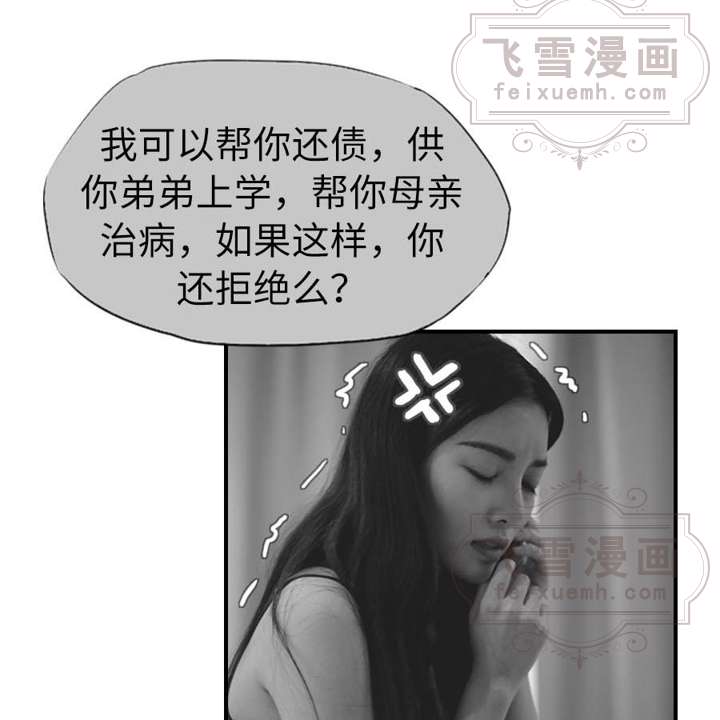 飞雪漫画
feixuemh.com
我可以帮你还债，供
你弟弟上学，帮你母亲
治病，如果这样，你
还拒绝么？
飞雪漫画
feixuemh.com